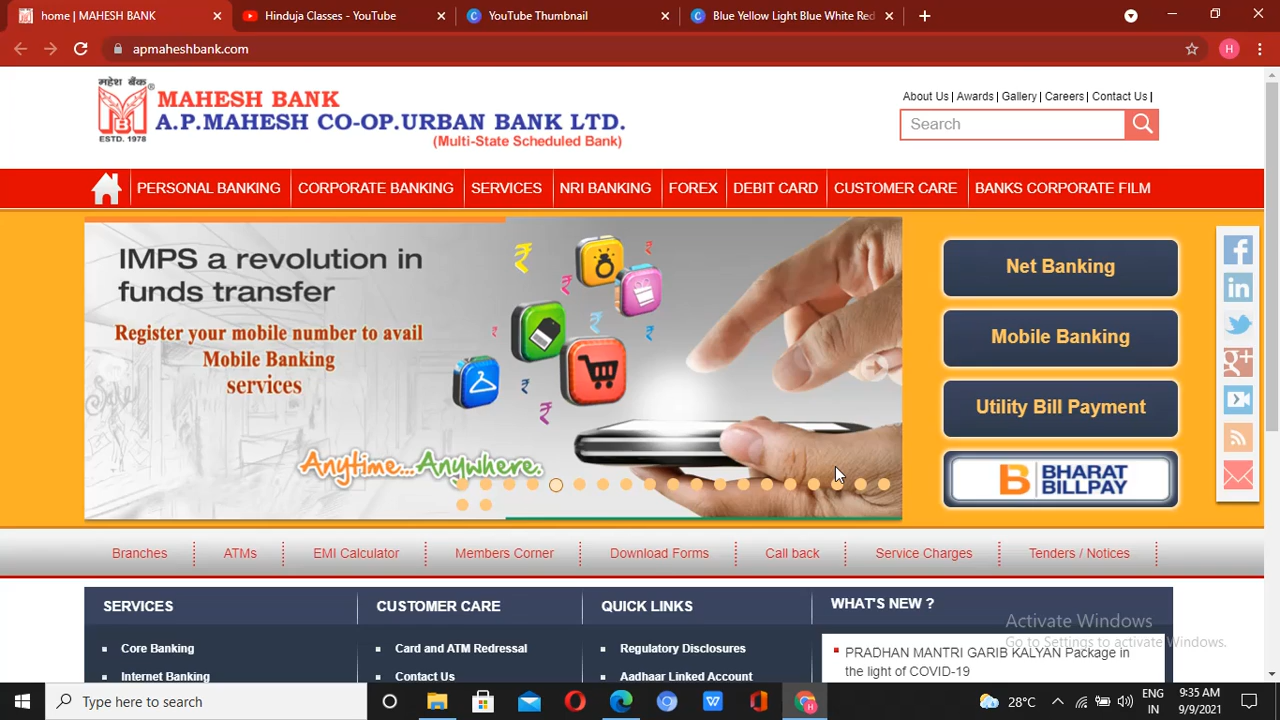 home | MAHESH BANK
Hinduja Classes - YouTube
YouTube Thumbnail
Blue Yellow Light Blue White Red
apmaheshbank.com
H
महेश बैंक
ESTD. 1978
MAHESH BANK
A.P.MAHESH CO-OP.URBAN BANK LTD.
(Multi-State Scheduled Bank)
About Us | Awards | Gallery | Careers | Contact Us |
Search
PERSONAL BANKING
CORPORATE BANKING
SERVICES
NRI BANKING
FOREX
DEBIT CARD
CUSTOMER CARE
BANKS CORPORATE FILM
IMPS a revolution in
funds transfer
Register your mobile number to avail
Mobile Banking
services
Anytime...Anywhere.
Net Banking
Mobile Banking
Utility Bill Payment
B BHARAT
BILLPAY
Branches
ATMs
EMI Calculator
Members Corner
Download Forms
Call back
Service Charges
Tenders / Notices
SERVICES
Core Banking
Internet Banking
CUSTOMER CARE
Card and ATM Redressal
Contact Us
QUICK LINKS
Regulatory Disclosures
Aadhaar Linked Account
WHAT'S NEW ?
PRADHAN MANTRI GARIB KALYAN Package in
the light of COVID-19
Activate Windows
Go to Settings to activate Windows.
Type here to search
28°C
ENG
IN
9:35 AM
9/9/2021